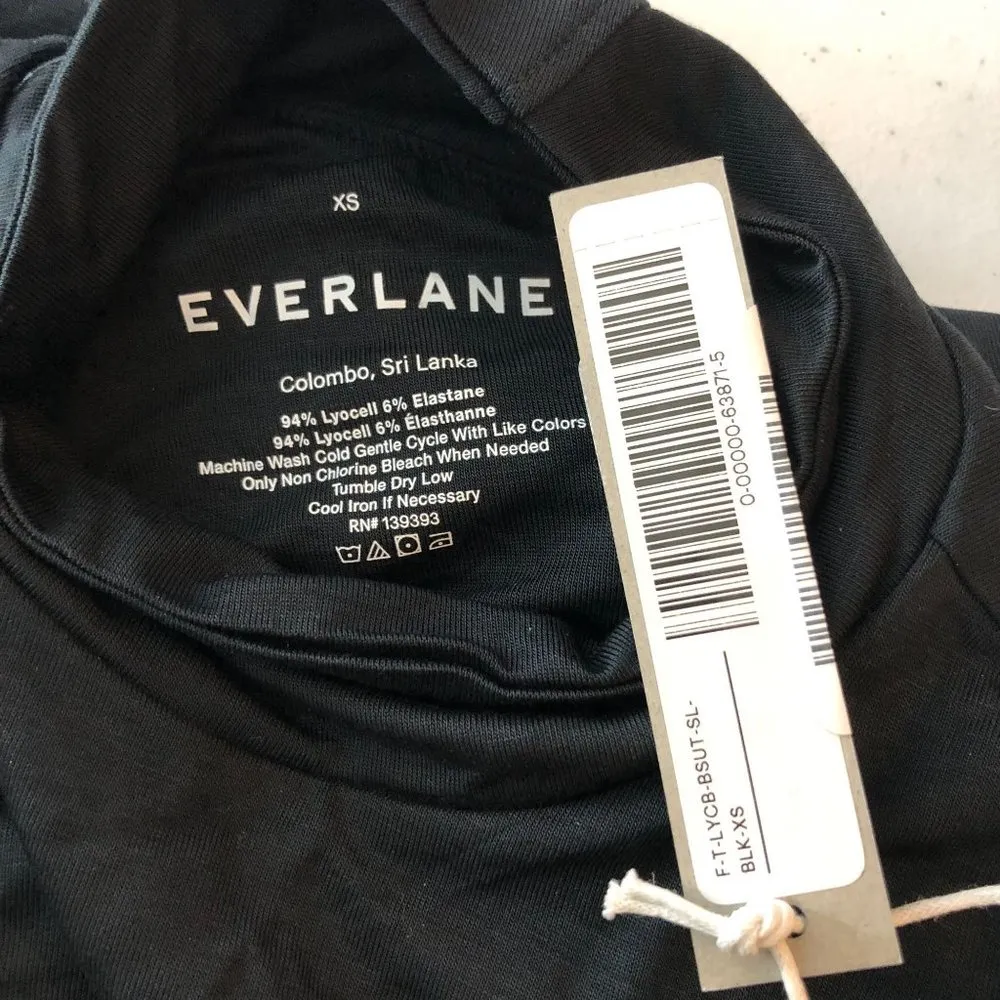 XS
EVERLANE
Colombo, Sri Lanka
94% Lyocell 6% Elastane
94% Lyocell 6% Élasthanne
Machine Wash Cold Gentle Cycle With Like Colors
Only Non Chlorine Bleach When Needed
Tumble Dry Low
Cool Iron If Necessary
RN# 139393
0-00000-63871-5
F-T-LYCB-BSUT-SL-
BLK-XS